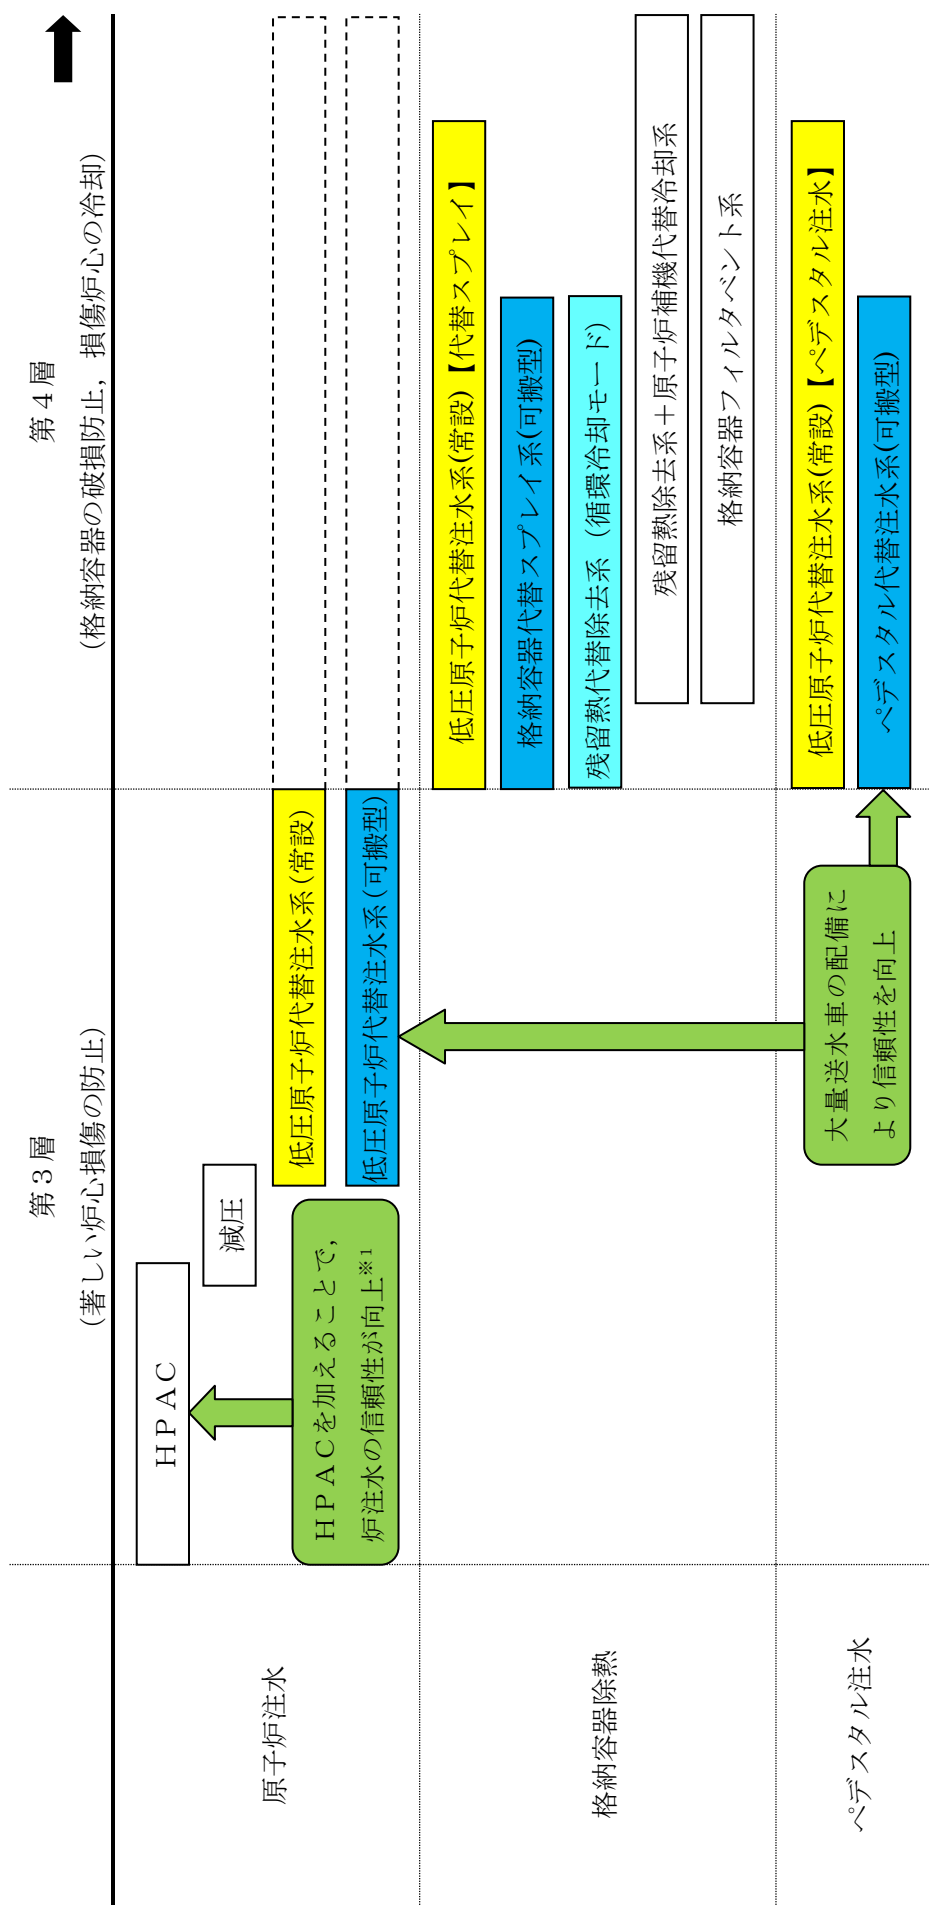 第３層
(著しい炉心損傷の防止)
第４層
(格納容器の破損防止，損傷炉心の冷却)
原子炉注水
ＨＰＡＣ
減圧
低圧原子炉代替注水系(常設)
低圧原子炉代替注水系(可搬型)
ＨＰＡＣを加えることで，
炉注水の信頼性が向上※1
格納容器除熱
低圧原子炉代替注水系(常設)【代替スプレイ】
格納容器代替スプレイ系(可搬型)
残留熱代替除去系（循環冷却モード）
残留熱除去系＋原子炉補機代替冷却系
格納容器フィルタベント系
ペデスタル注水
大量送水車の配備に
より信頼性を向上
低圧原子炉代替注水系(常設)【ペデスタル注水】
ペデスタル代替注水系(可搬型)